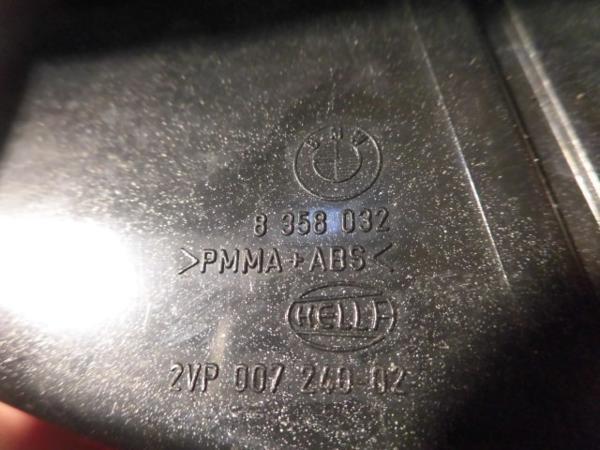 BMW
8 358 032
>PMMA+ABS<
HELLA
2VP 007 240-02